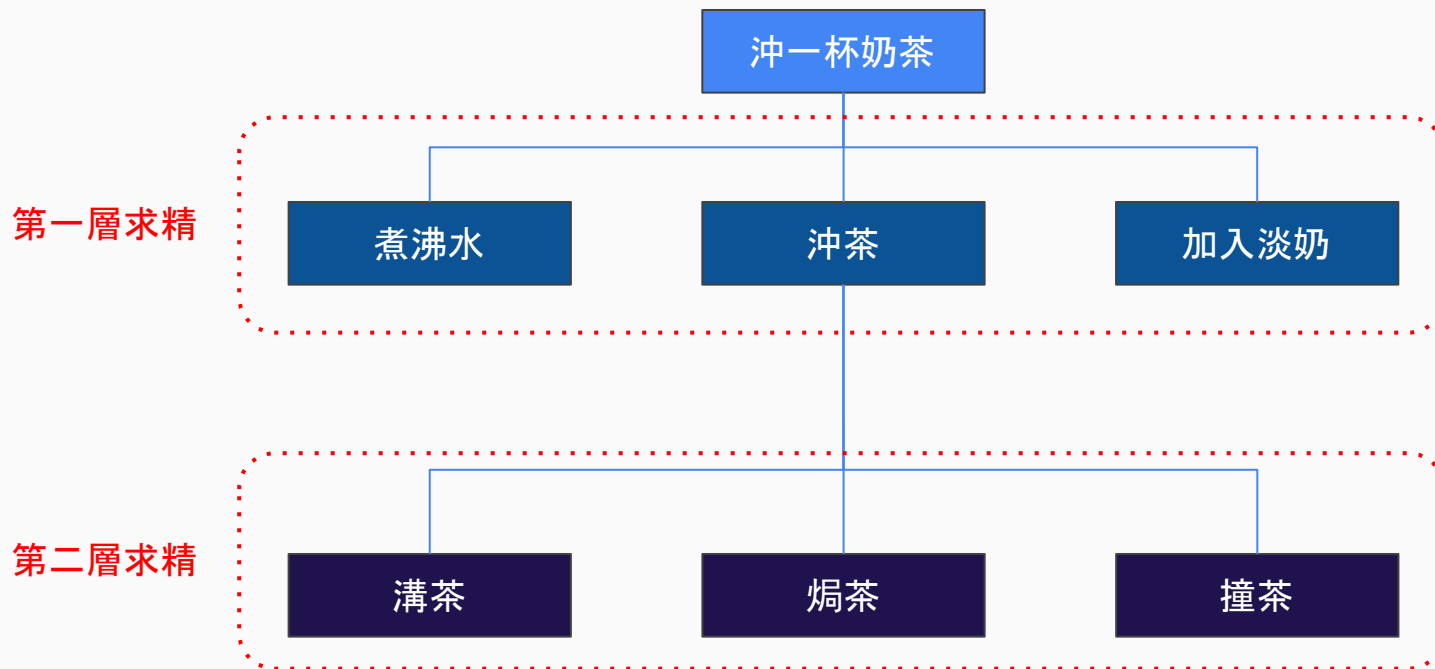 沖一杯奶茶
第一層求精
煮沸水
沖茶
加入淡奶
第二層求精
溝茶
焗茶
撞茶